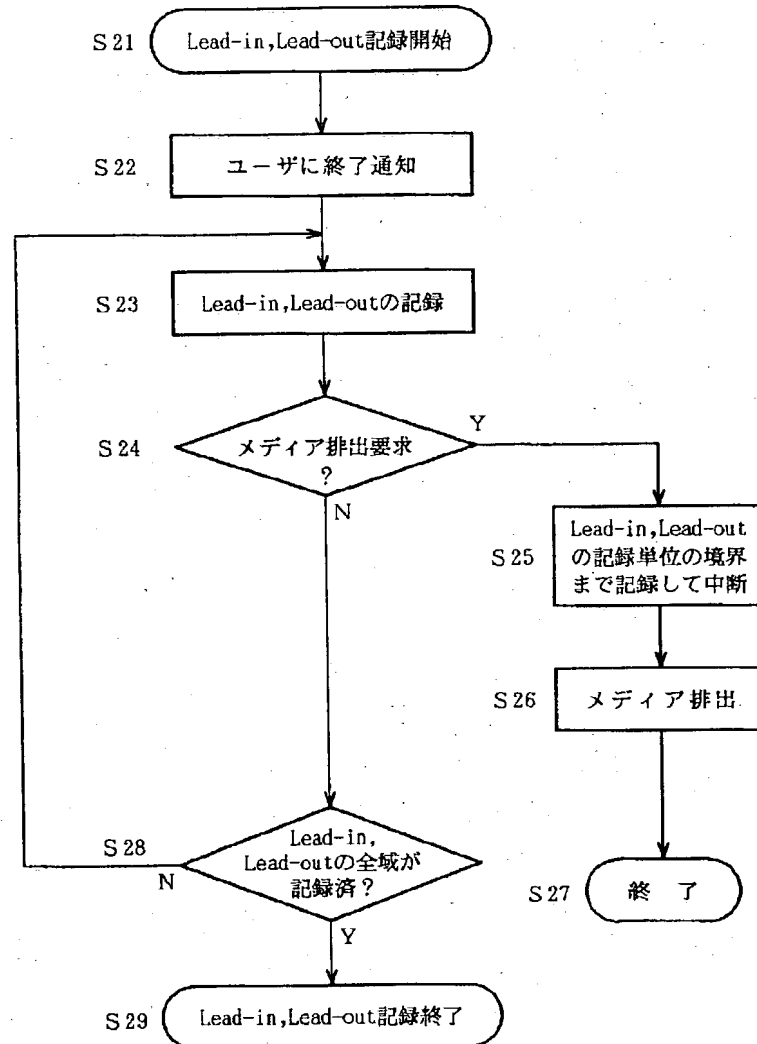 S21 Lead-in,Lead-out記録開始
S22 ユーザに終了通知
S23 Lead-in,Lead-outの記録
S24 メディア排出要求
?
Y
N
Lead-in,Lead-out
S25 の記録単位の境界
まで記録して中断
S26 メディア排出
S27 終 了
S28 Lead-in,
Lead-outの全域が
記録済?
N
Y
S29 Lead-in,Lead-out記録終了